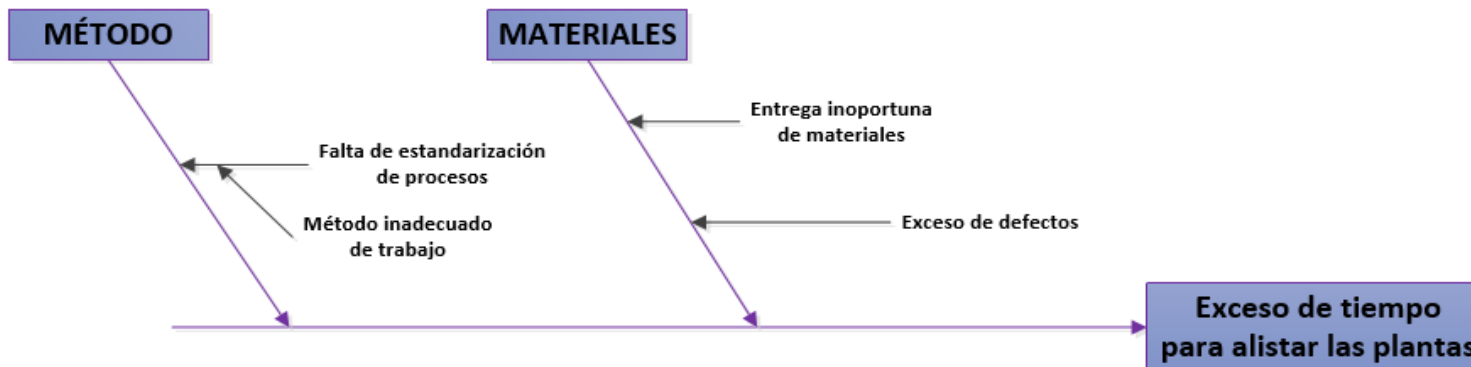 MÉTODO
MATERIALES
Entrega inoportuna
de materiales
Falta de estandarización
de procesos
Método inadecuado
de trabajo
Exceso de defectos
Exceso de tiempo
para alistar las plantas